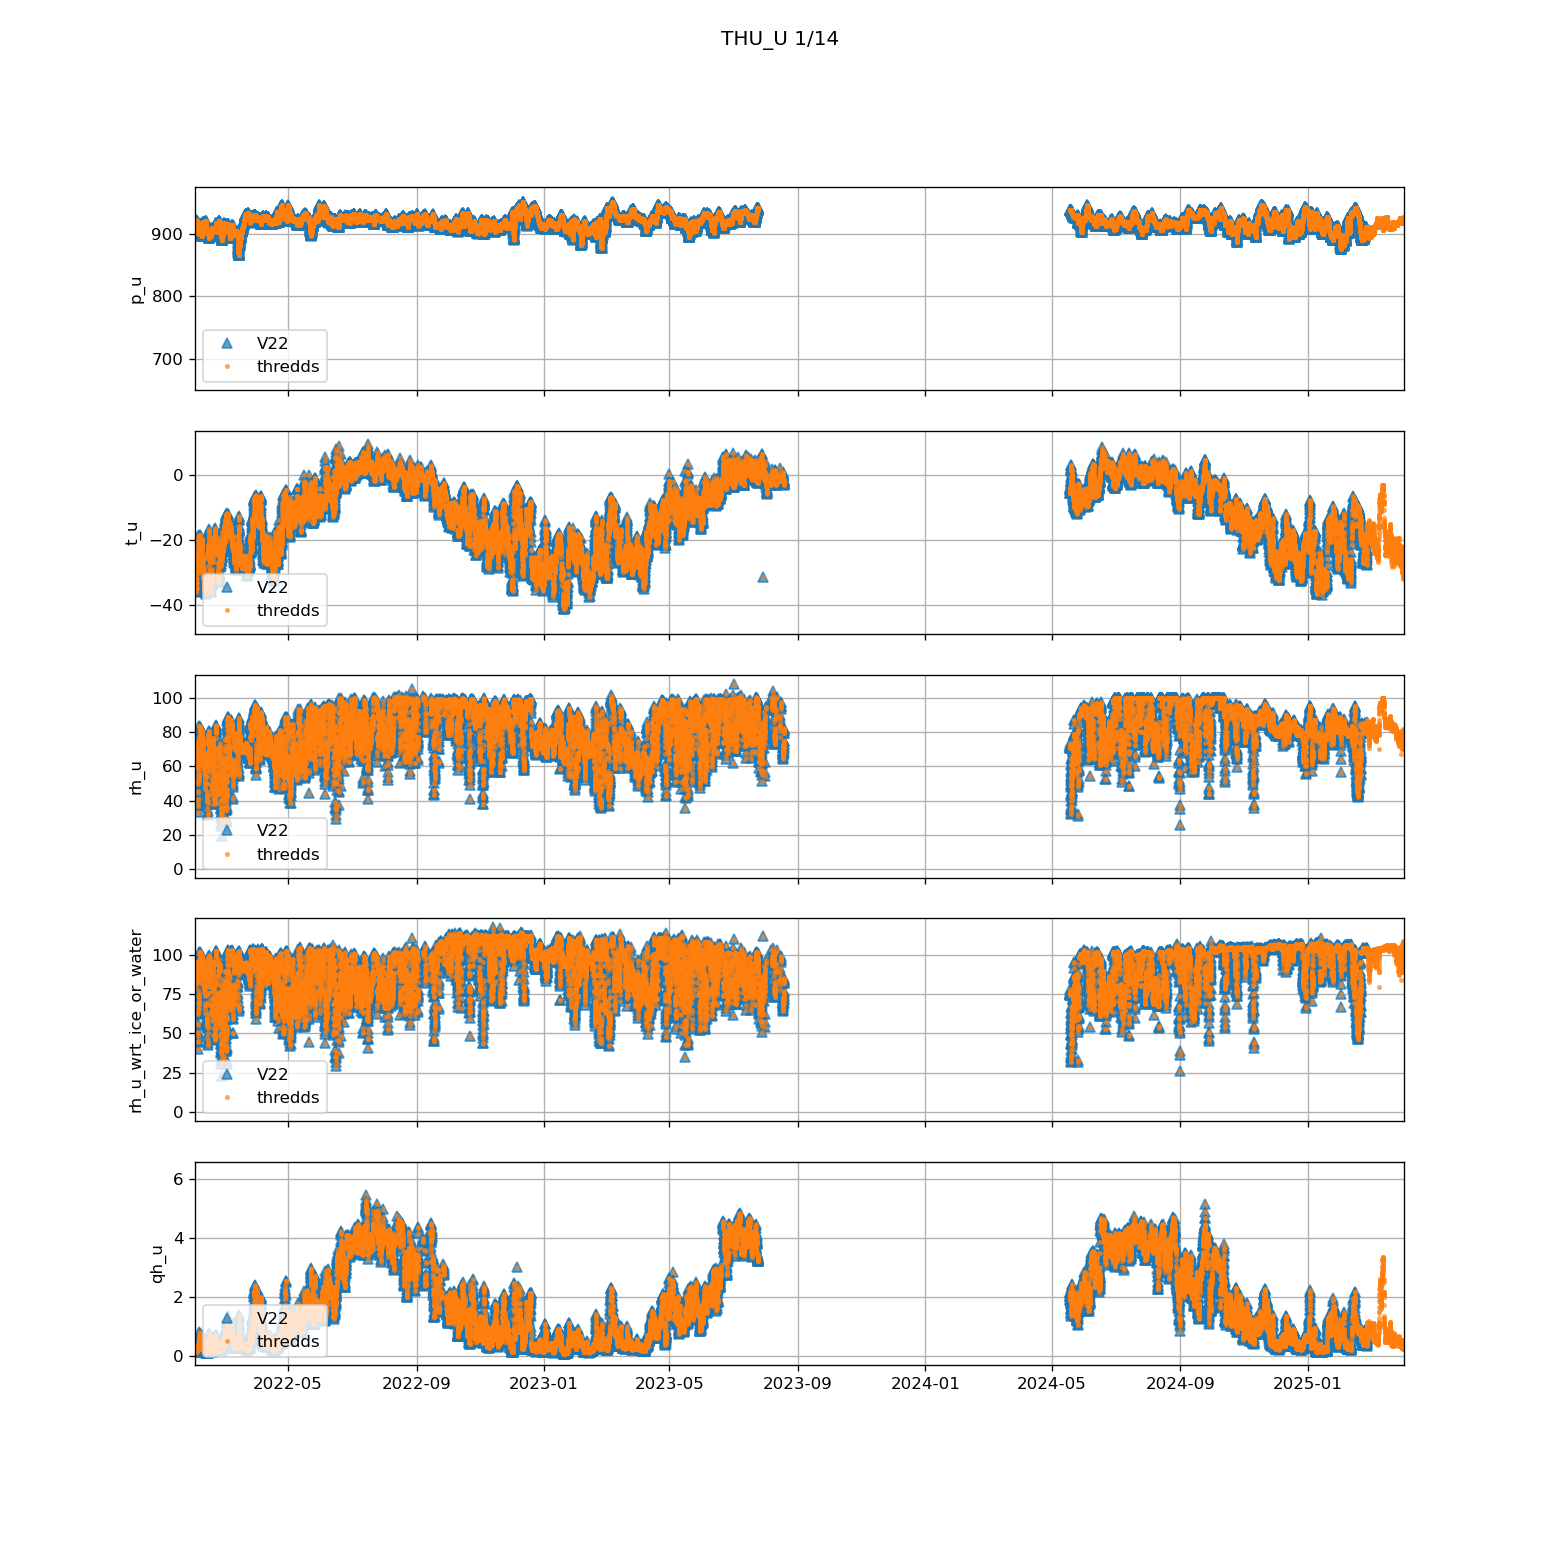 THU_U 1/14
p_u
900
800
700
V22
thredds
t_u
0
−20
−40
V22
thredds
rh_u
100
80
60
40
20
0
V22
thredds
rh_u_wrt_ice_or_water
100
75
50
25
0
V22
thredds
qh_u
6
4
2
0
V22
thredds
2022-05 2022-09 2023-01 2023-05 2023-09 2024-01 2024-05 2024-09 2025-01